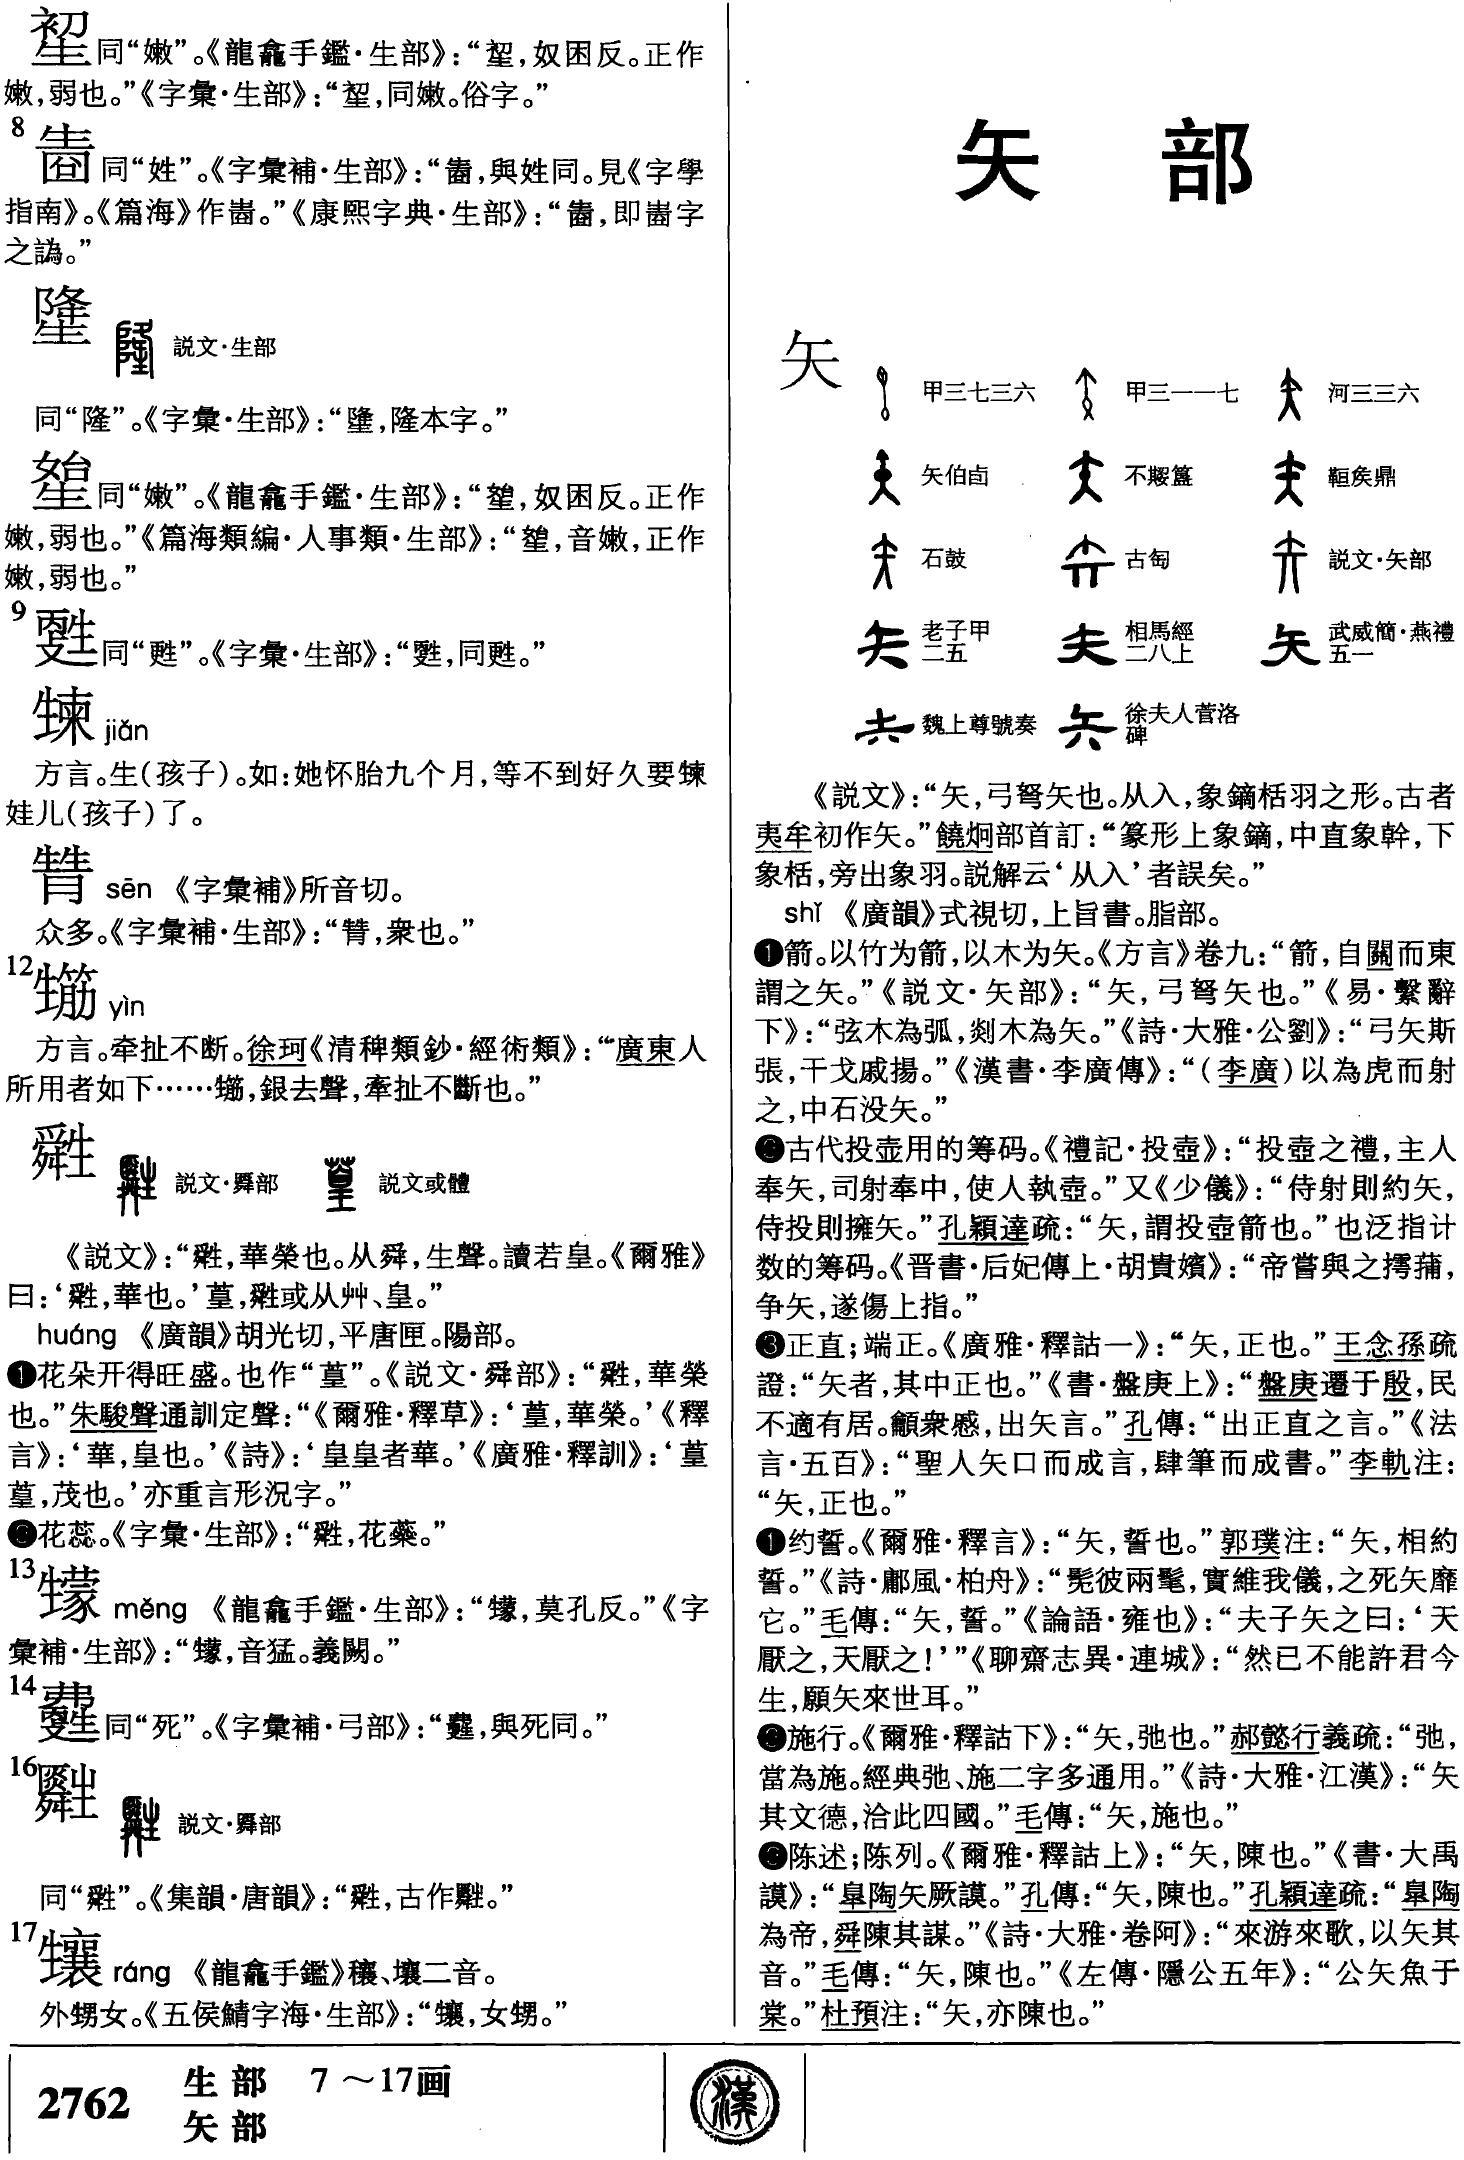 同“嫩”。《龍龕手鑑·生部》：“，奴困反。正作
嫩，弱也。”《字彙·生部》：“，同嫩。俗字。”
8
同“姓”。《字彙補·生部》：“，與姓同。見《字學
指南》。《篇海》作。”《康熙字典·生部》：“，即字
之譌。”
説文·生部
同“隆”。《字彙·生部》：“，隆本字。”
同“嫩”。《龍龕手鑑·生部》：“，奴困反。正作
嫩，弱也。”《篇海類編·人事類·生部》：“，音嫩，正作
嫩，弱也。”
9
同“甦”。《字彙·生部》：“，同甦。”
jiǎn
方言。生（孩子）。如：她怀胎九个月，等不到好久要
娃儿（孩子）了。
sēn 《字彙補》所音切。
众多。《字彙補·生部》：“，衆也。”
12
yìn
方言。牵扯不断。徐珂《清稗類鈔·經術類》：“廣東人
所用者如下……，銀去聲，牽扯不斷也。”
䑞 説文·䑞部 説文或體
《説文》：“䑞，華榮也。从舜，生聲。讀若皇。《爾雅》
曰：‘䑞，華也。’葟，䑞或从艸、皇。”
huáng 《廣韻》胡光切，平唐匣。陽部。
❶花朵开得旺盛。也作“葟”。《説文·舜部》：“䑞，華榮
也。”朱駿聲通訓定聲：“《爾雅·釋草》：‘葟，華榮。’《釋
言》：‘華，皇也。’《詩》：‘皇皇者華。’《廣雅·釋訓》：‘葟
葟，茂也。’亦重言形況字。”
❷花蕊。《字彙·生部》：“䑞，花蘂。”
13
měng 《龍龕手鑑·生部》：“，莫孔反。”《字
彙補·生部》：“，音猛。義闕。”
14
同“死”。《字彙補·弓部》：“，與死同。”
16
説文·部
同“䑞”。《集韻·唐韻》：“䑞，古作。”
17
ráng 《龍龕手鑑》穰、壤二音。
外甥女。《五侯鯖字海·生部》：“，女甥。”
矢 部
矢 甲三七三六 甲三一一七 河三三六
矢伯卣 不簋 矦鼎
石鼓 古匋 説文·矢部
老子甲二五 相馬經二八上 武威簡·燕禮五一
魏上尊號奏 徐夫人菅洛碑
《説文》：“矢，弓弩矢也。从入，象鏑栝羽之形。古者
夷牟初作矢。”饒炯部首訂：“篆形上象鏑，中直象幹，下
象栝，旁出象羽。説解云‘从入’者誤矣。”
shǐ 《廣韻》式視切，上旨書。脂部。
❶箭。以竹为箭，以木为矢。《方言》卷九：“箭，自關而東
謂之矢。”《説文·矢部》：“矢，弓弩矢也。”《易·繫辭
下》：“弦木為弧，剡木為矢。”《詩·大雅·公劉》：“弓矢斯
張，干戈戚揚。”《漢書·李廣傳》：“（李廣）以為虎而射
之，中石没矢。”
❷古代投壶用的筹码。《禮記·投壺》：“投壺之禮，主人
奉矢，司射奉中，使人執壺。”又《少儀》：“侍射則約矢，
侍投則擁矢。”孔穎達疏：“矢，謂投壺箭也。”也泛指计
数的筹码。《晋書·后妃傳上·胡貴嬪》：“帝嘗與之摴蒱，
争矢，遂傷上指。”
❸正直；端正。《廣雅·釋詁一》：“矢，正也。”王念孫疏
證：“矢者，其中正也。”《書·盤庚上》：“盤庚遷于殷，民
不適有居。籲衆慼，出矢言。”孔傳：“出正直之言。”《法
言·五百》：“聖人矢口而成言，肆筆而成書。”李軌注：
“矢，正也。”
❹约誓。《爾雅·釋言》：“矢，誓也。”郭璞注：“矢，相約
誓。”《詩·鄘風·柏舟》：“髧彼兩髦，實維我儀，之死矢靡
它。”毛傳：“矢，誓。”《論語·雍也》：“夫子矢之曰：‘天
厭之，天厭之！’”《聊齋志異·連城》：“然已不能許君今
生，願矢來世耳。”
❺施行。《爾雅·釋詁下》：“矢，弛也。”郝懿行義疏：“弛，
當為施。經典弛、施二字多通用。”《詩·大雅·江漢》：“矢
其文德，洽此四國。”毛傳：“矢，施也。”
❻陈述；陈列。《爾雅·釋詁上》：“矢，陳也。”《書·大禹
謨》：“皐陶矢厥謨。”孔傳：“矢，陳也。”孔穎達疏：“皐陶
為帝，舜陳其謀。”《詩·大雅·卷阿》：“來游來歌，以矢其
音。”毛傳：“矢，陳也。”《左傳·隱公五年》：“公矢魚于
棠。”杜預注：“矢，亦陳也。”
2762 生部 7～17画
矢部
漢